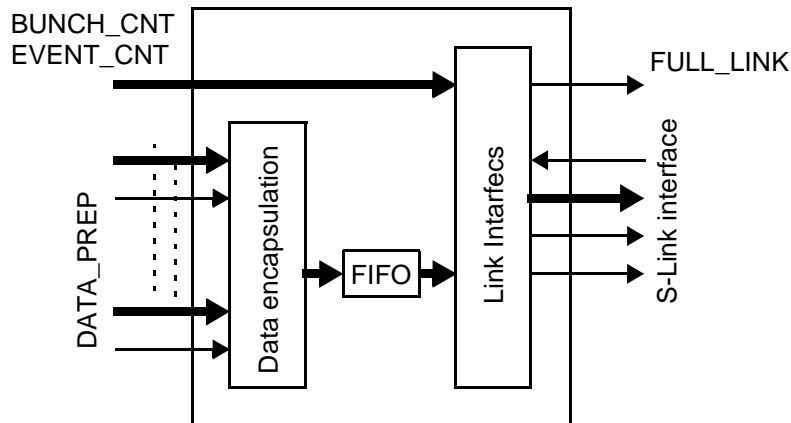 BUNCH_CNT
EVENT_CNT
FULL_LINK
DATA_PREP
Data encapsulation
FIFO
Link Intarfecs
S-Link interface